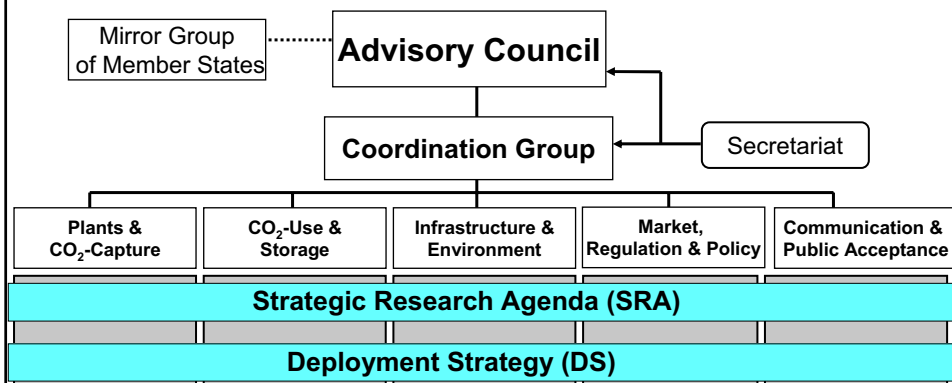 Mirror Group
of Member States
Advisory Council
Coordination Group
Secretariat
Plants &
CO₂-Capture
CO₂-Use &
Storage
Infrastructure &
Environment
Market,
Regulation & Policy
Communication &
Public Acceptance
Strategic Research Agenda (SRA)
Deployment Strategy (DS)